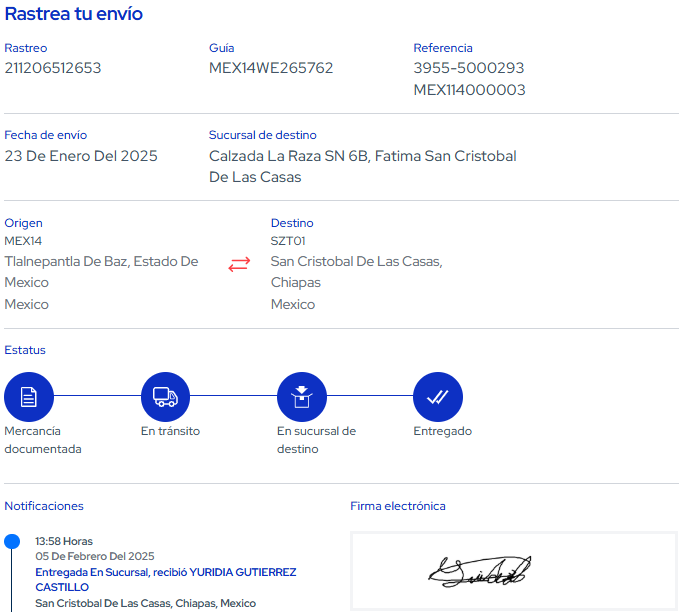 Rastrea tu envío
Rastreo
211206512653
Guía
MEX14WE265762
Referencia
3955-5000293
MEX114000003
Fecha de envío
23 De Enero Del 2025
Sucursal de destino
Calzada La Raza SN 6B, Fatima San Cristobal
De Las Casas
Origen
MEX14
Tlalnepantla De Baz, Estado De
Mexico
Mexico
Destino
SZT01
San Cristobal De Las Casas,
Chiapas
Mexico
Estatus
Mercancía
documentada
En tránsito
En sucursal de
destino
Entregado
Notificaciones
13:58 Horas
05 De Febrero Del 2025
Entregada En Sucursal, recibió YURIDIA GUTIERREZ
CASTILLO
San Cristobal De Las Casas, Chiapas, Mexico
Firma electrónica